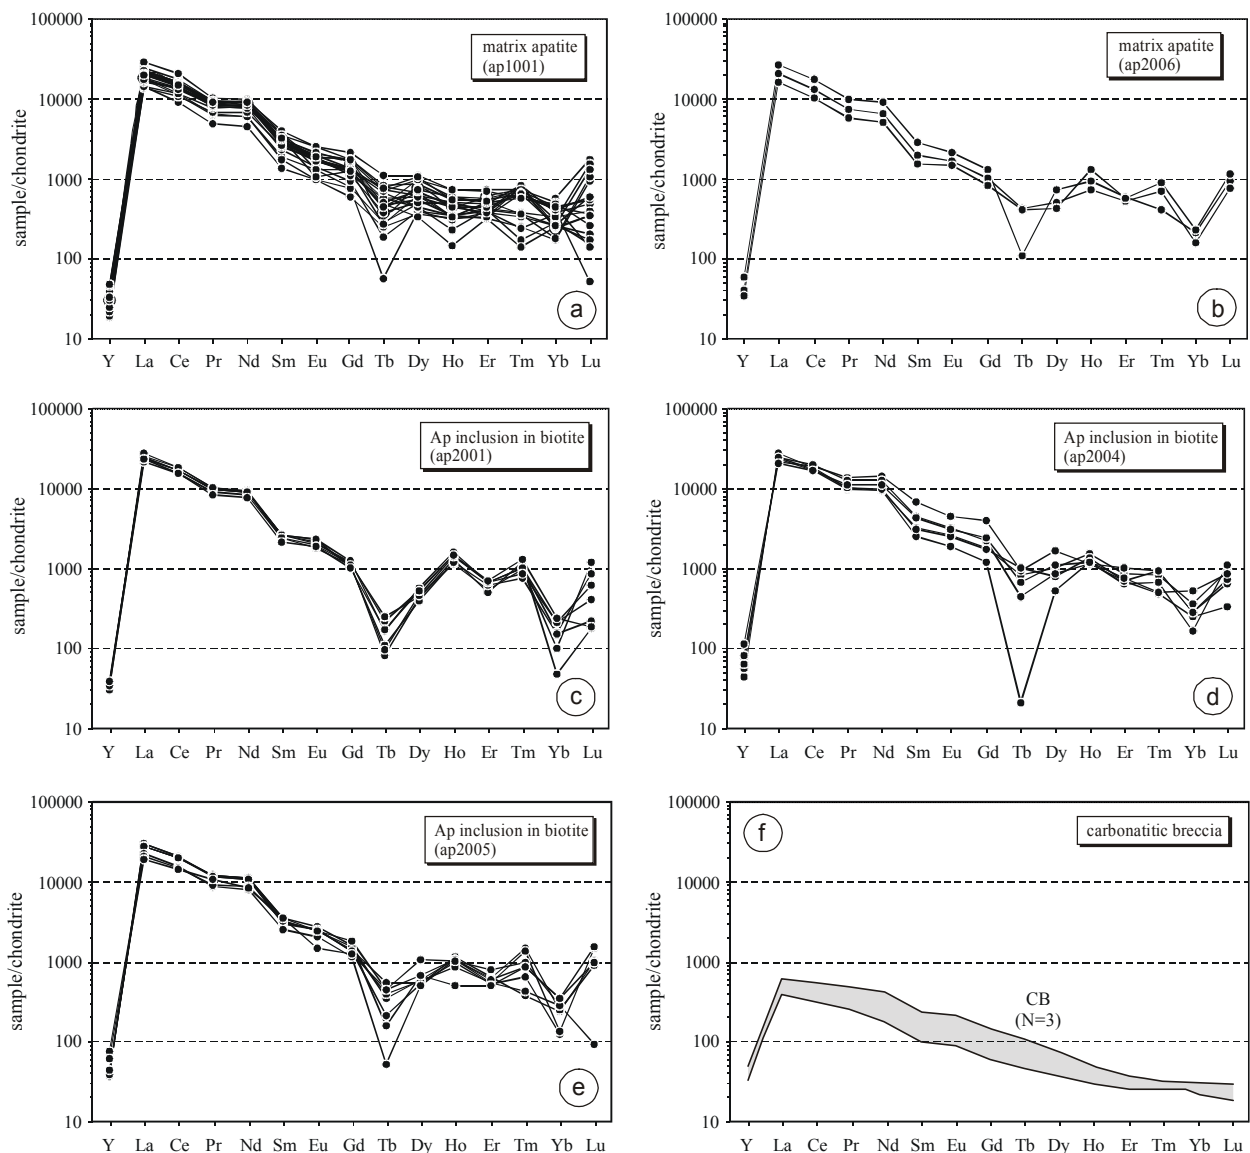 100000
10000
1000
100
10
sample/chondrite
matrix apatite
(ap1001)
a
Y La Ce Pr Nd Sm Eu Gd Tb Dy Ho Er Tm Yb Lu
100000
10000
1000
100
10
sample/chondrite
matrix apatite
(ap2006)
b
Y La Ce Pr Nd Sm Eu Gd Tb Dy Ho Er Tm Yb Lu
100000
10000
1000
100
10
sample/chondrite
Ap inclusion in biotite
(ap2001)
c
Y La Ce Pr Nd Sm Eu Gd Tb Dy Ho Er Tm Yb Lu
100000
10000
1000
100
10
sample/chondrite
Ap inclusion in biotite
(ap2004)
d
Y La Ce Pr Nd Sm Eu Gd Tb Dy Ho Er Tm Yb Lu
100000
10000
1000
100
10
sample/chondrite
Ap inclusion in biotite
(ap2005)
e
Y La Ce Pr Nd Sm Eu Gd Tb Dy Ho Er Tm Yb Lu
100000
10000
1000
100
10
sample/chondrite
f
carbonatitic breccia
CB
(N=3)
Y La Ce Pr Nd Sm Eu Gd Tb Dy Ho Er Tm Yb Lu